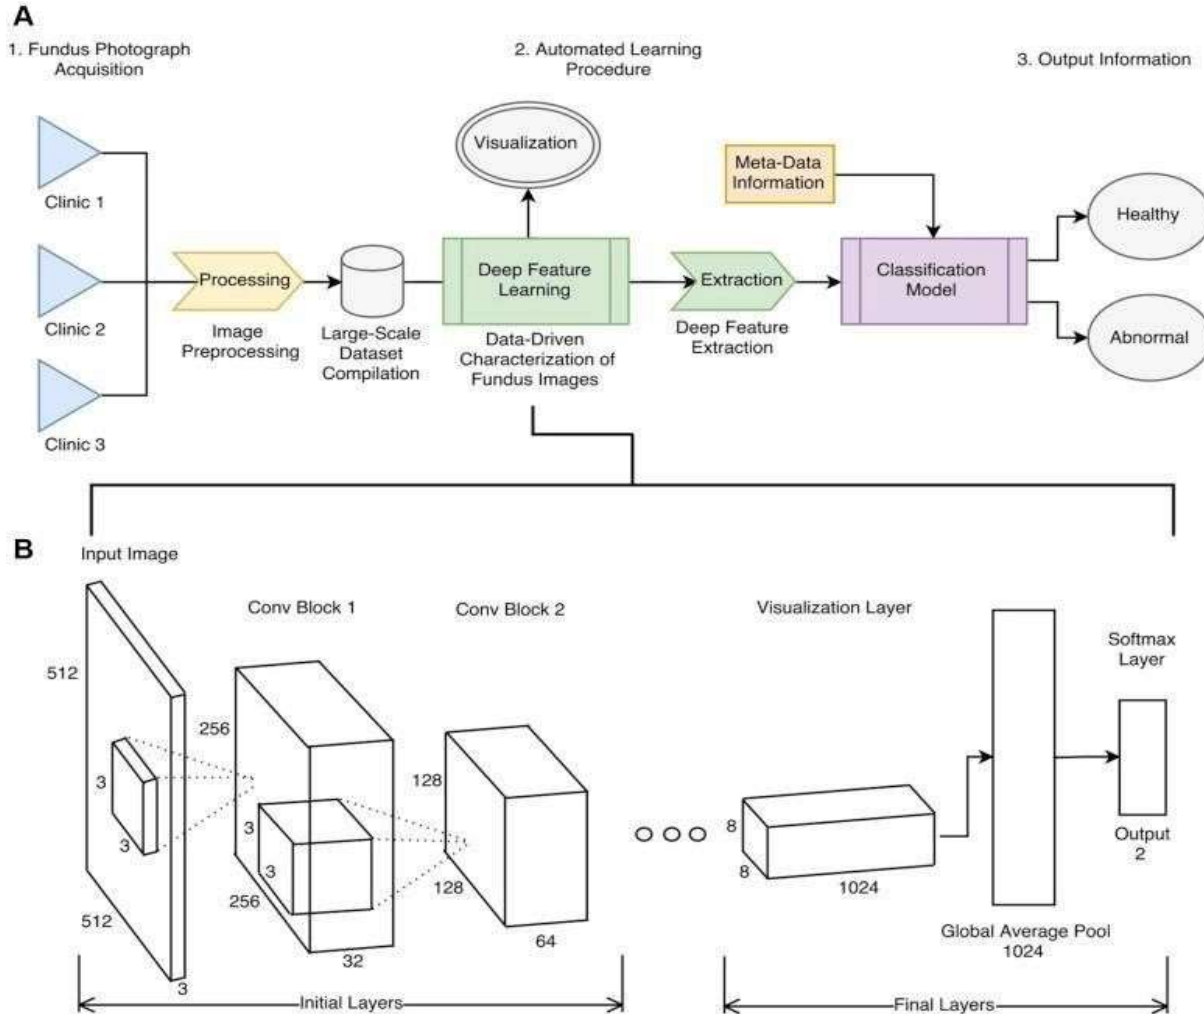 A
1. Fundus Photograph
Acquisition
2. Automated Learning
Procedure
3. Output Information
Clinic 1
Clinic 2
Clinic 3
Processing
Image
Preprocessing
Large-Scale
Dataset
Compilation
Visualization
Deep Feature
Learning
Data-Driven
Characterization of
Fundus Images
Extraction
Deep Feature
Extraction
Meta-Data
Information
Classification
Model
Healthy
Abnormal
B
Input Image
512
512
3
3
3
Conv Block 1
256
256
32
3
3
Conv Block 2
128
128
64
Initial Layers
Visualization Layer
8
8
1024
Global Average Pool
1024
Softmax
Layer
Output
2
Final Layers